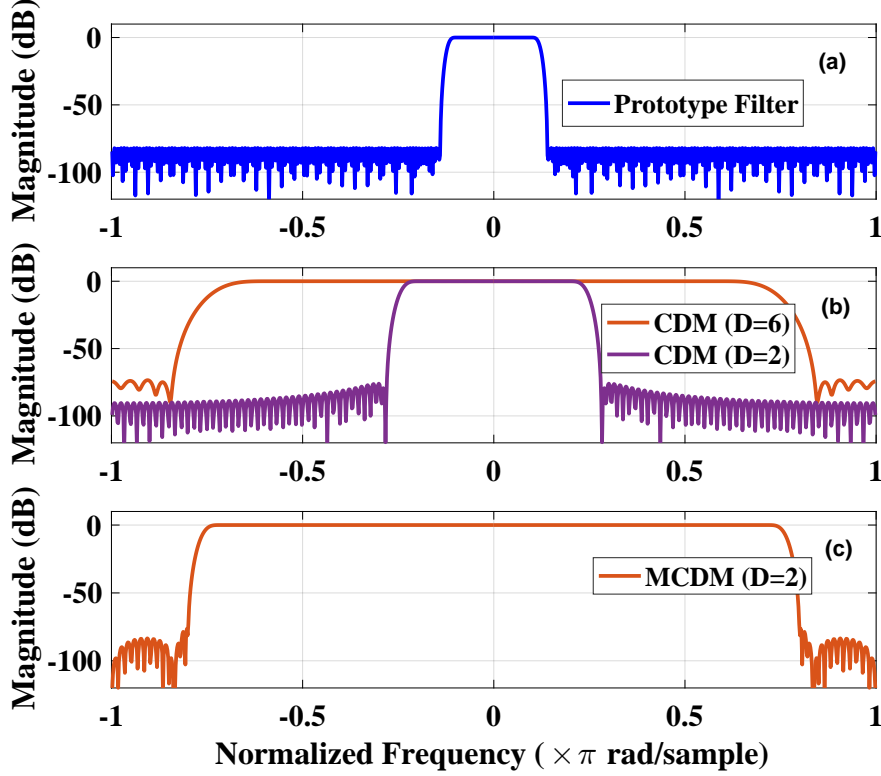 0
-50
-100
Magnitude (dB)
(a)
Prototype Filter
-1
-0.5
0
0.5
1
0
-50
-100
Magnitude (dB)
(b)
CDM (D=6)
CDM (D=2)
-1
-0.5
0
0.5
1
0
-50
-100
Magnitude (dB)
(c)
MCDM (D=2)
-1
-0.5
0
0.5
1
Normalized Frequency ( × π rad/sample)